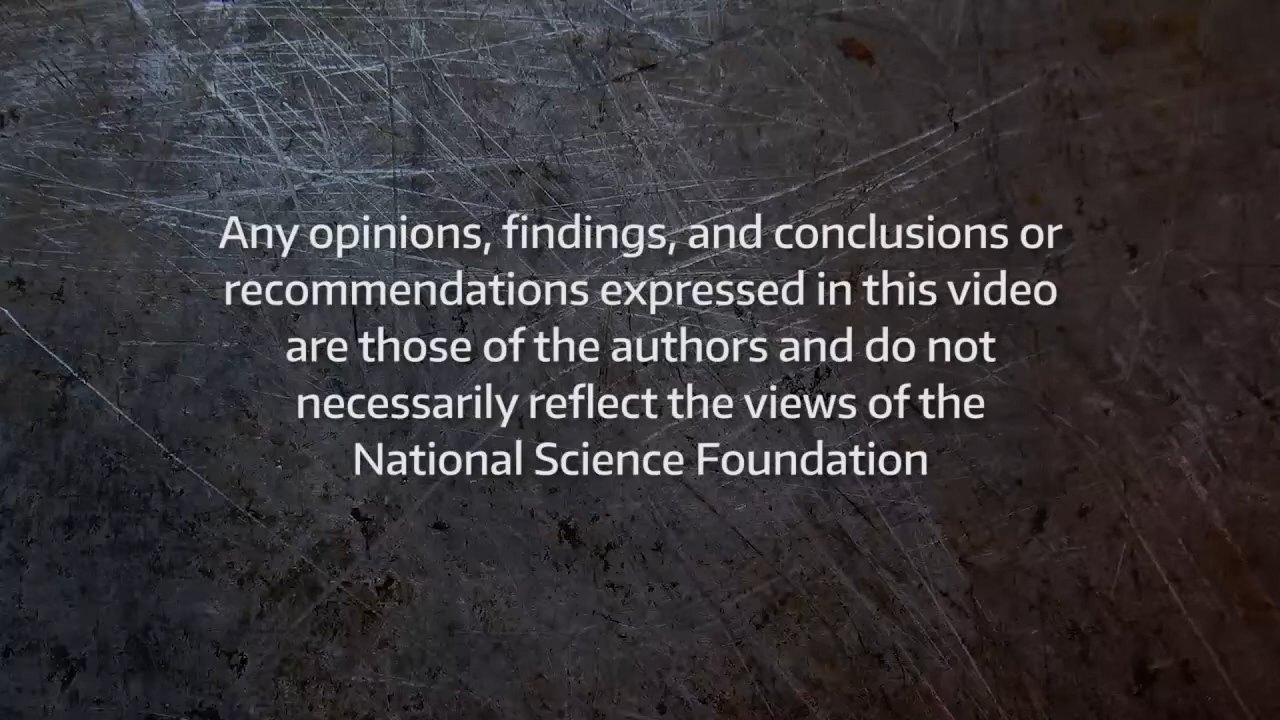 Any opinions, findings, and conclusions or
recommendations expressed in this video
are those of the authors and do not
necessarily reflect the views of the
National Science Foundation